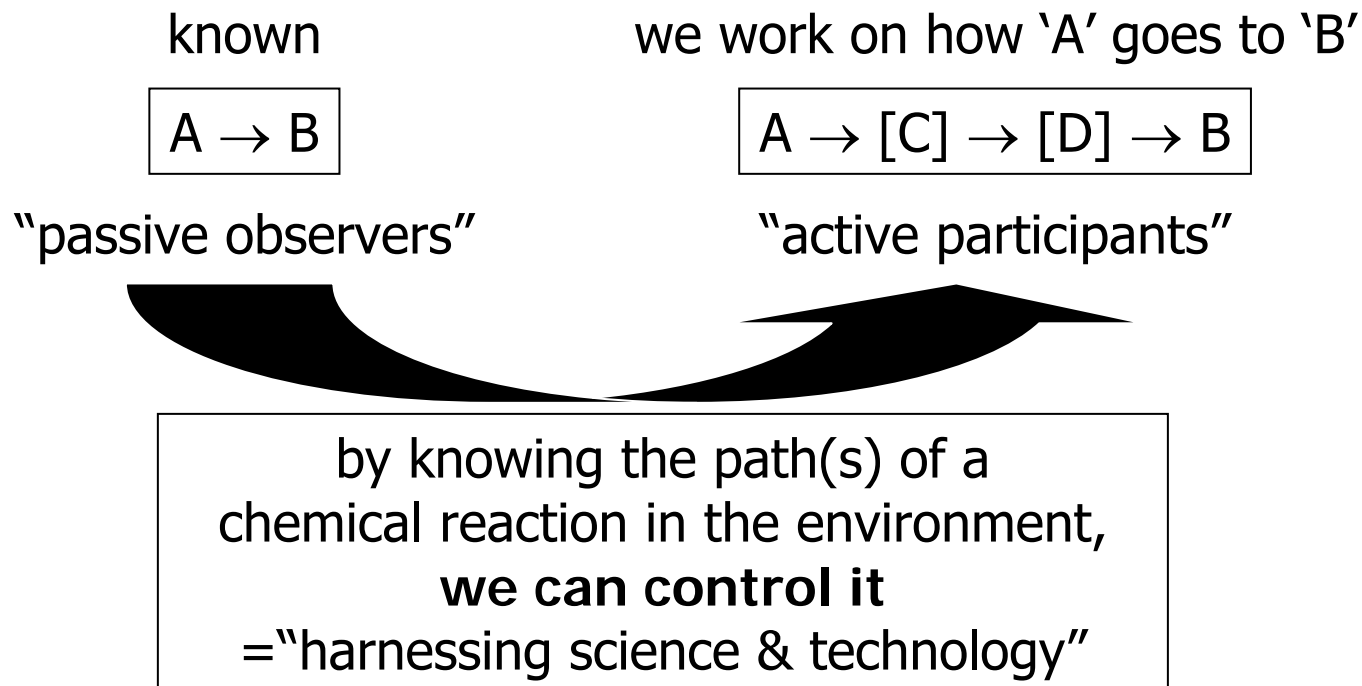 known
we work on how ‘A’ goes to ‘B’
A → B
A → [C] → [D] → B
“passive observers”
“active participants”
by knowing the path(s) of a
chemical reaction in the environment,
we can control it
=“harnessing science & technology”